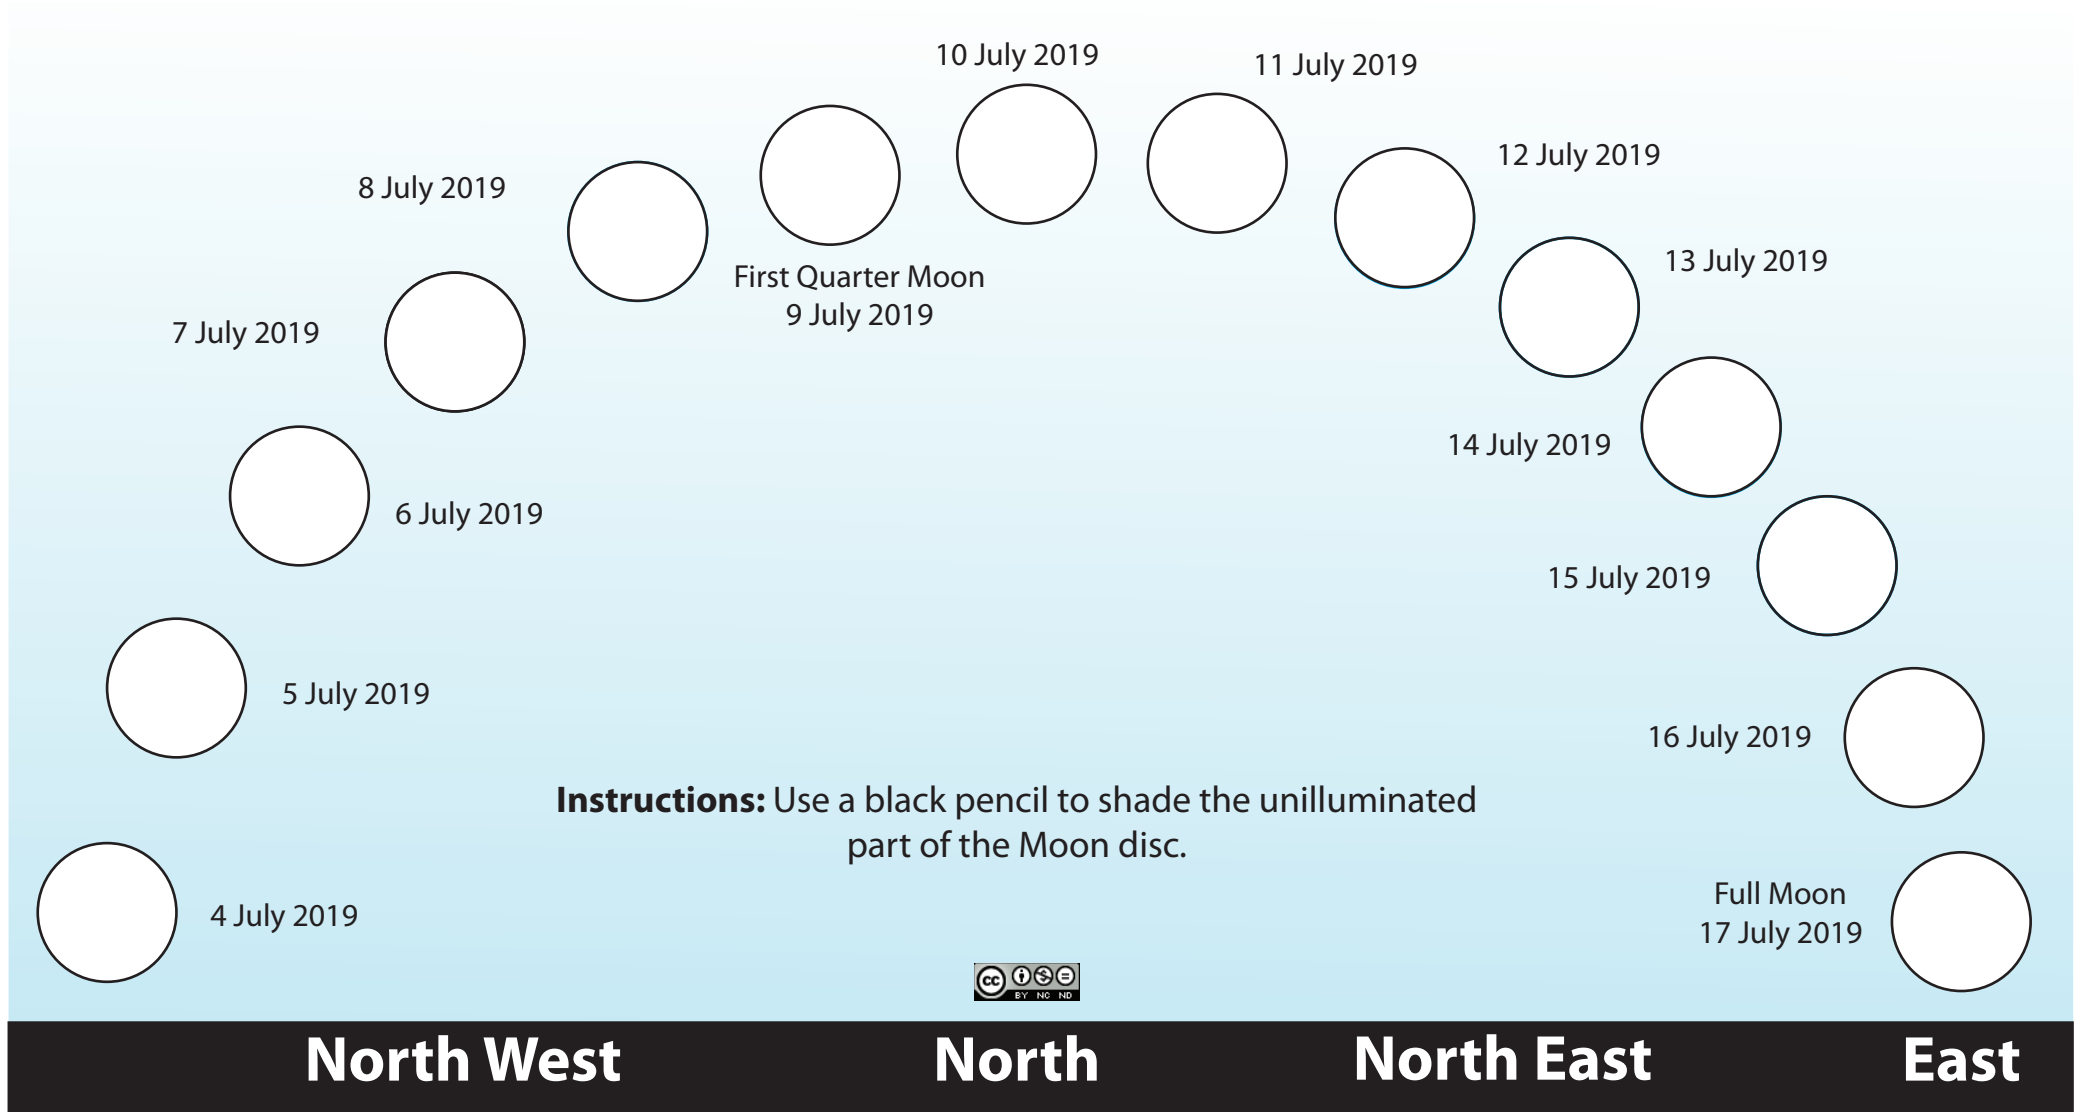 10 July 2019
11 July 2019
12 July 2019
8 July 2019
13 July 2019
First Quarter Moon
9 July 2019
7 July 2019
14 July 2019
6 July 2019
15 July 2019
5 July 2019
16 July 2019
Instructions: Use a black pencil to shade the unilluminated
part of the Moon disc.
4 July 2019
Full Moon
17 July 2019
cc
BY NC ND
North West
North
North East
East